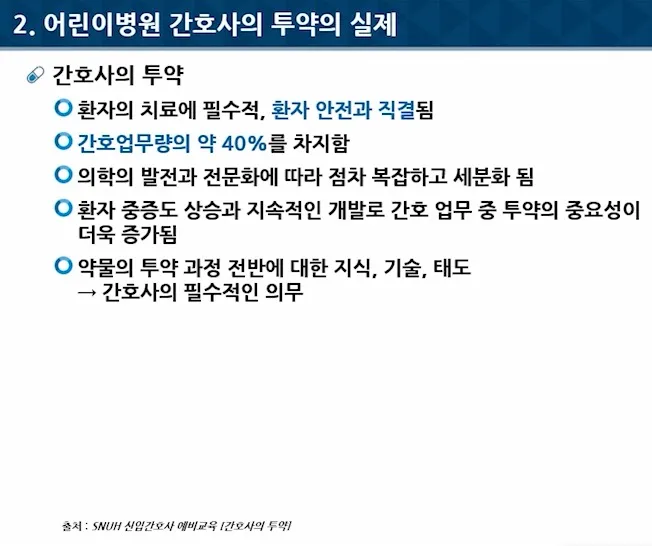 2. 어린이병원 간호사의 투약의 실제
간호사의 투약
환자의 치료에 필수적, 환자 안전과 직결됨
간호업무량의 약 40%를 차지함
의학의 발전과 전문화에 따라 점차 복잡하고 세분화 됨
환자 중증도 상승과 지속적인 개발로 간호 업무 중 투약의 중요성이
더욱 증가됨
약물의 투약 과정 전반에 대한 지식, 기술, 태도
→ 간호사의 필수적인 의무
출처 : SNUH 신입간호사 예비교육 [간호사의 투약]